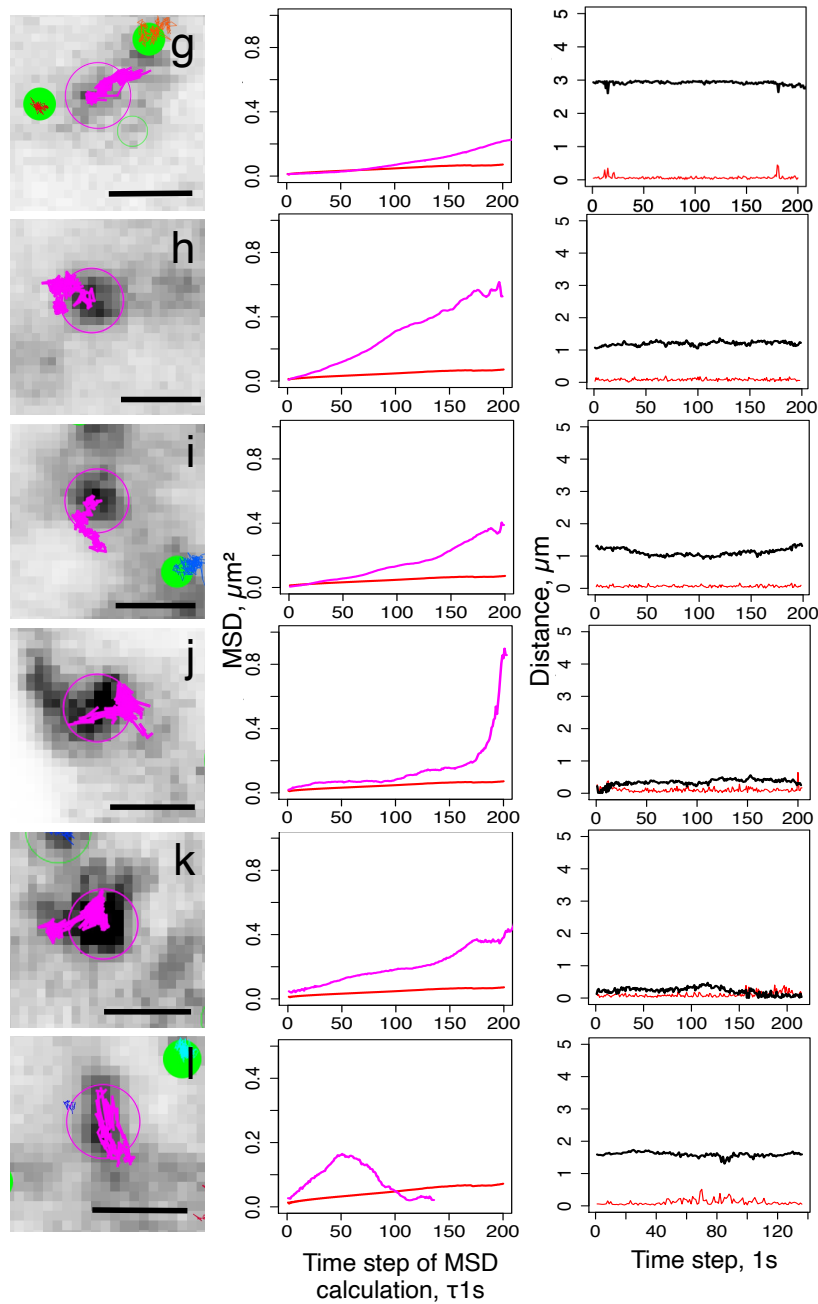 g
0.0 0.4 0.8
0 50 100 150 200
0 1 2 3 4 5
0 50 100 150 200
h
0.0 0.4 0.8
0 50 100 150 200
0 1 2 3 4 5
0 50 100 150 200
i
0.0 0.4 0.8
0 50 100 150 200
0 1 2 3 4 5
0 50 100 150 200
MSD, µm²
Distance, µm
j
0.0 0.4 0.8
0 50 100 150 200
0 1 2 3 4 5
0 50 100 150 200
k
0.0 0.4 0.8
0 50 100 150 200
0 1 2 3 4 5
0 50 100 150 200
l
0.0 0.2 0.4
0 50 100 150 200
0 1 2 3 4 5
0 40 80 120
Time step of MSD
calculation, τ1s
Time step, 1s